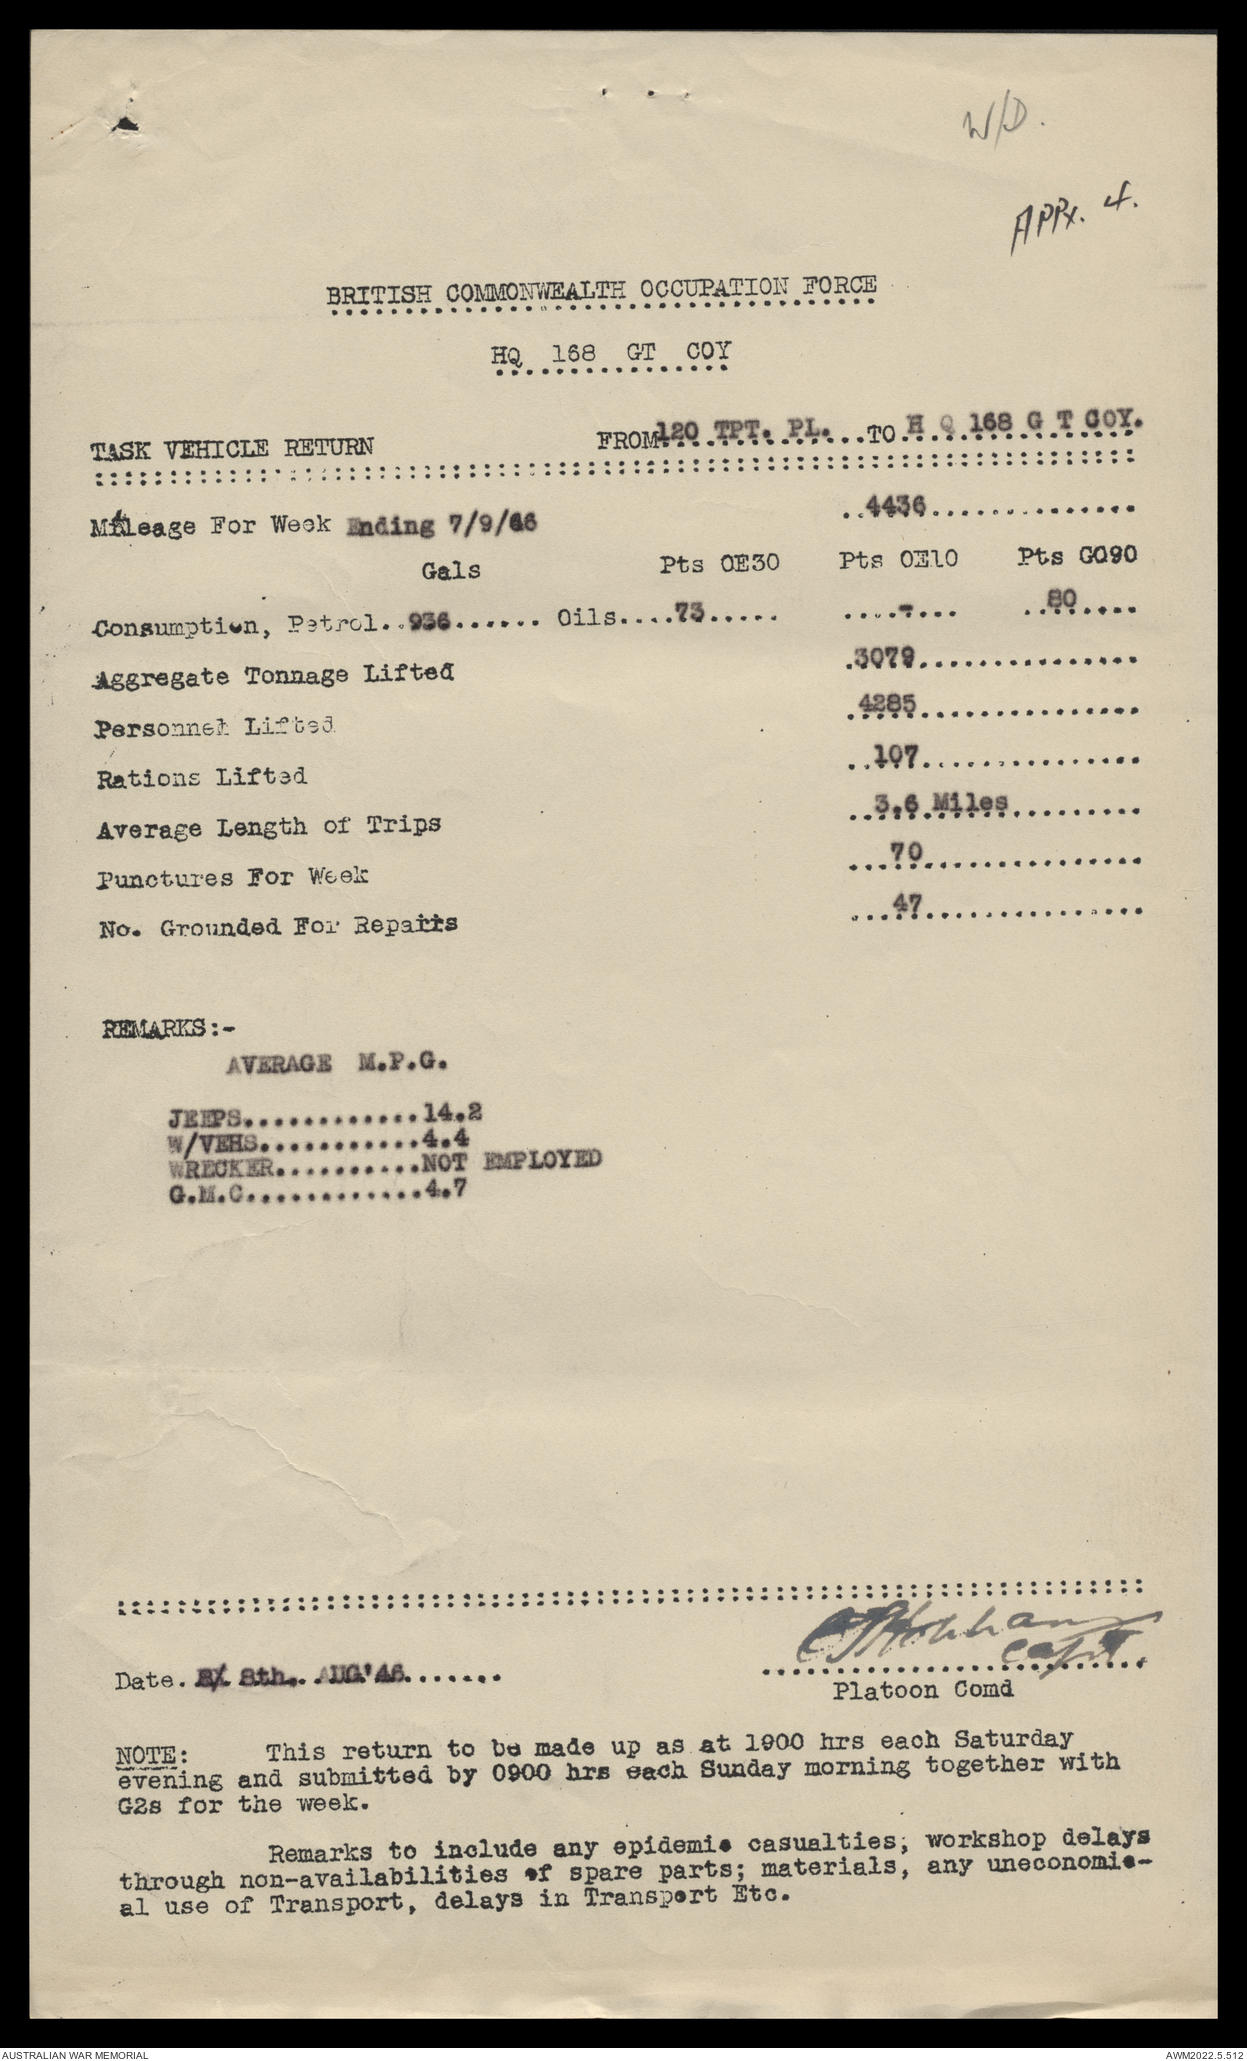 W/D.
APPx. 4.
BRITISH COMMONWEALTH OCCUPATION FORCE
HQ 168 GT COY
TASK VEHICLE RETURN FROM 120 TPT. PL. ....TO H Q 168 G T COY.
Mileage For Week Ending 7/9/46 ..4436..............
Gals Pts OE30 Pts OE10 Pts GO90
Consumption, Petrol..936...... Oils....73..... ....-... ..80....
Aggregate Tonnage Lifted .3079...............
Personnel Lifted .4285...............
Rations Lifted ..107...............
Average Length of Trips ..3.6 Miles.........
Punctures For Week ...70...............
No. Grounded For Repairs ...47...............
REMARKS:-
AVERAGE M.P.G.
JEEPS............14.2
W/VEHS...........4.4
WRECKER..........NOT EMPLOYED
G.M.C............4.7
Capt.
Date. 8th. AUG'46.......
Platoon Comd
NOTE: This return to be made up as at 1900 hrs each Saturday
evening and submitted by 0900 hrs each Sunday morning together with
G2s for the week.
Remarks to include any epidemic casualties, workshop delays
through non-availabilities of spare parts; materials, any uneconomic-
al use of Transport, delays in Transport Etc.
AUSTRALIAN WAR MEMORIAL AWM2022.5.512